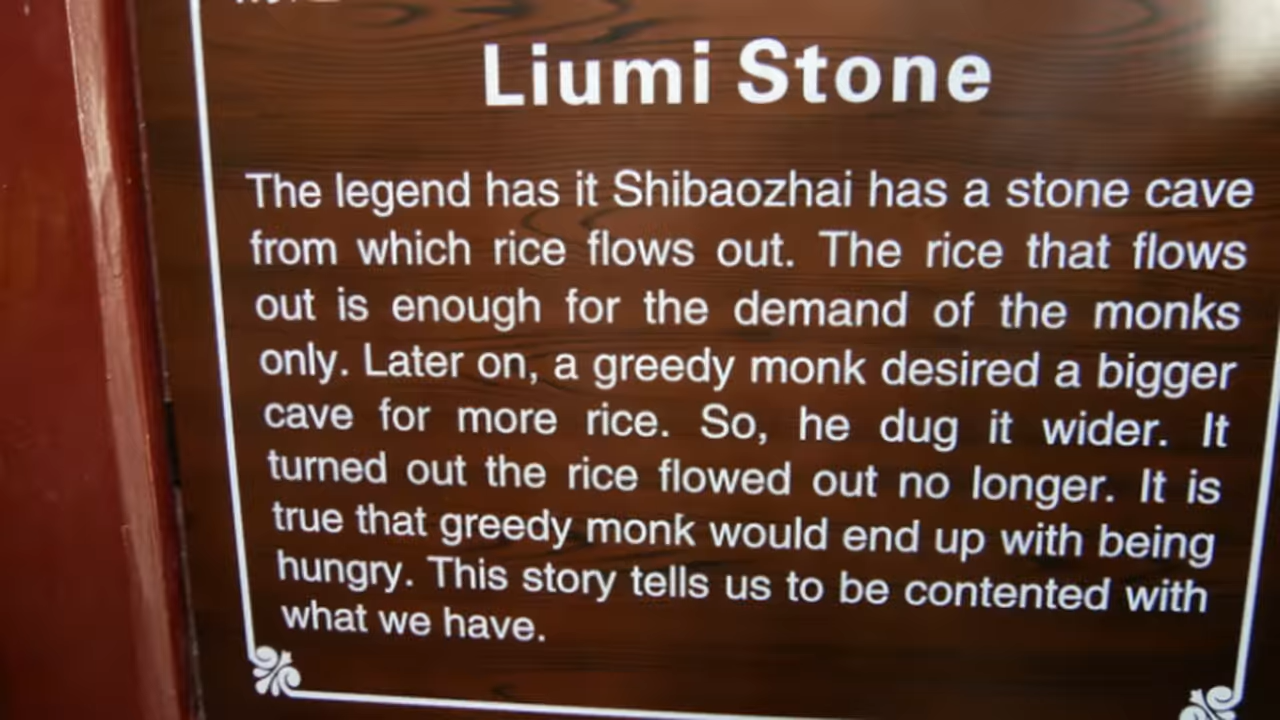 Liumi Stone
The legend has it Shibaozhai has a stone cave
from which rice flows out. The rice that flows
out is enough for the demand of the monks
only. Later on, a greedy monk desired a bigger
cave for more rice. So, he dug it wider. It
turned out the rice flowed out no longer. It is
true that greedy monk would end up with being
hungry. This story tells us to be contented with
what we have.